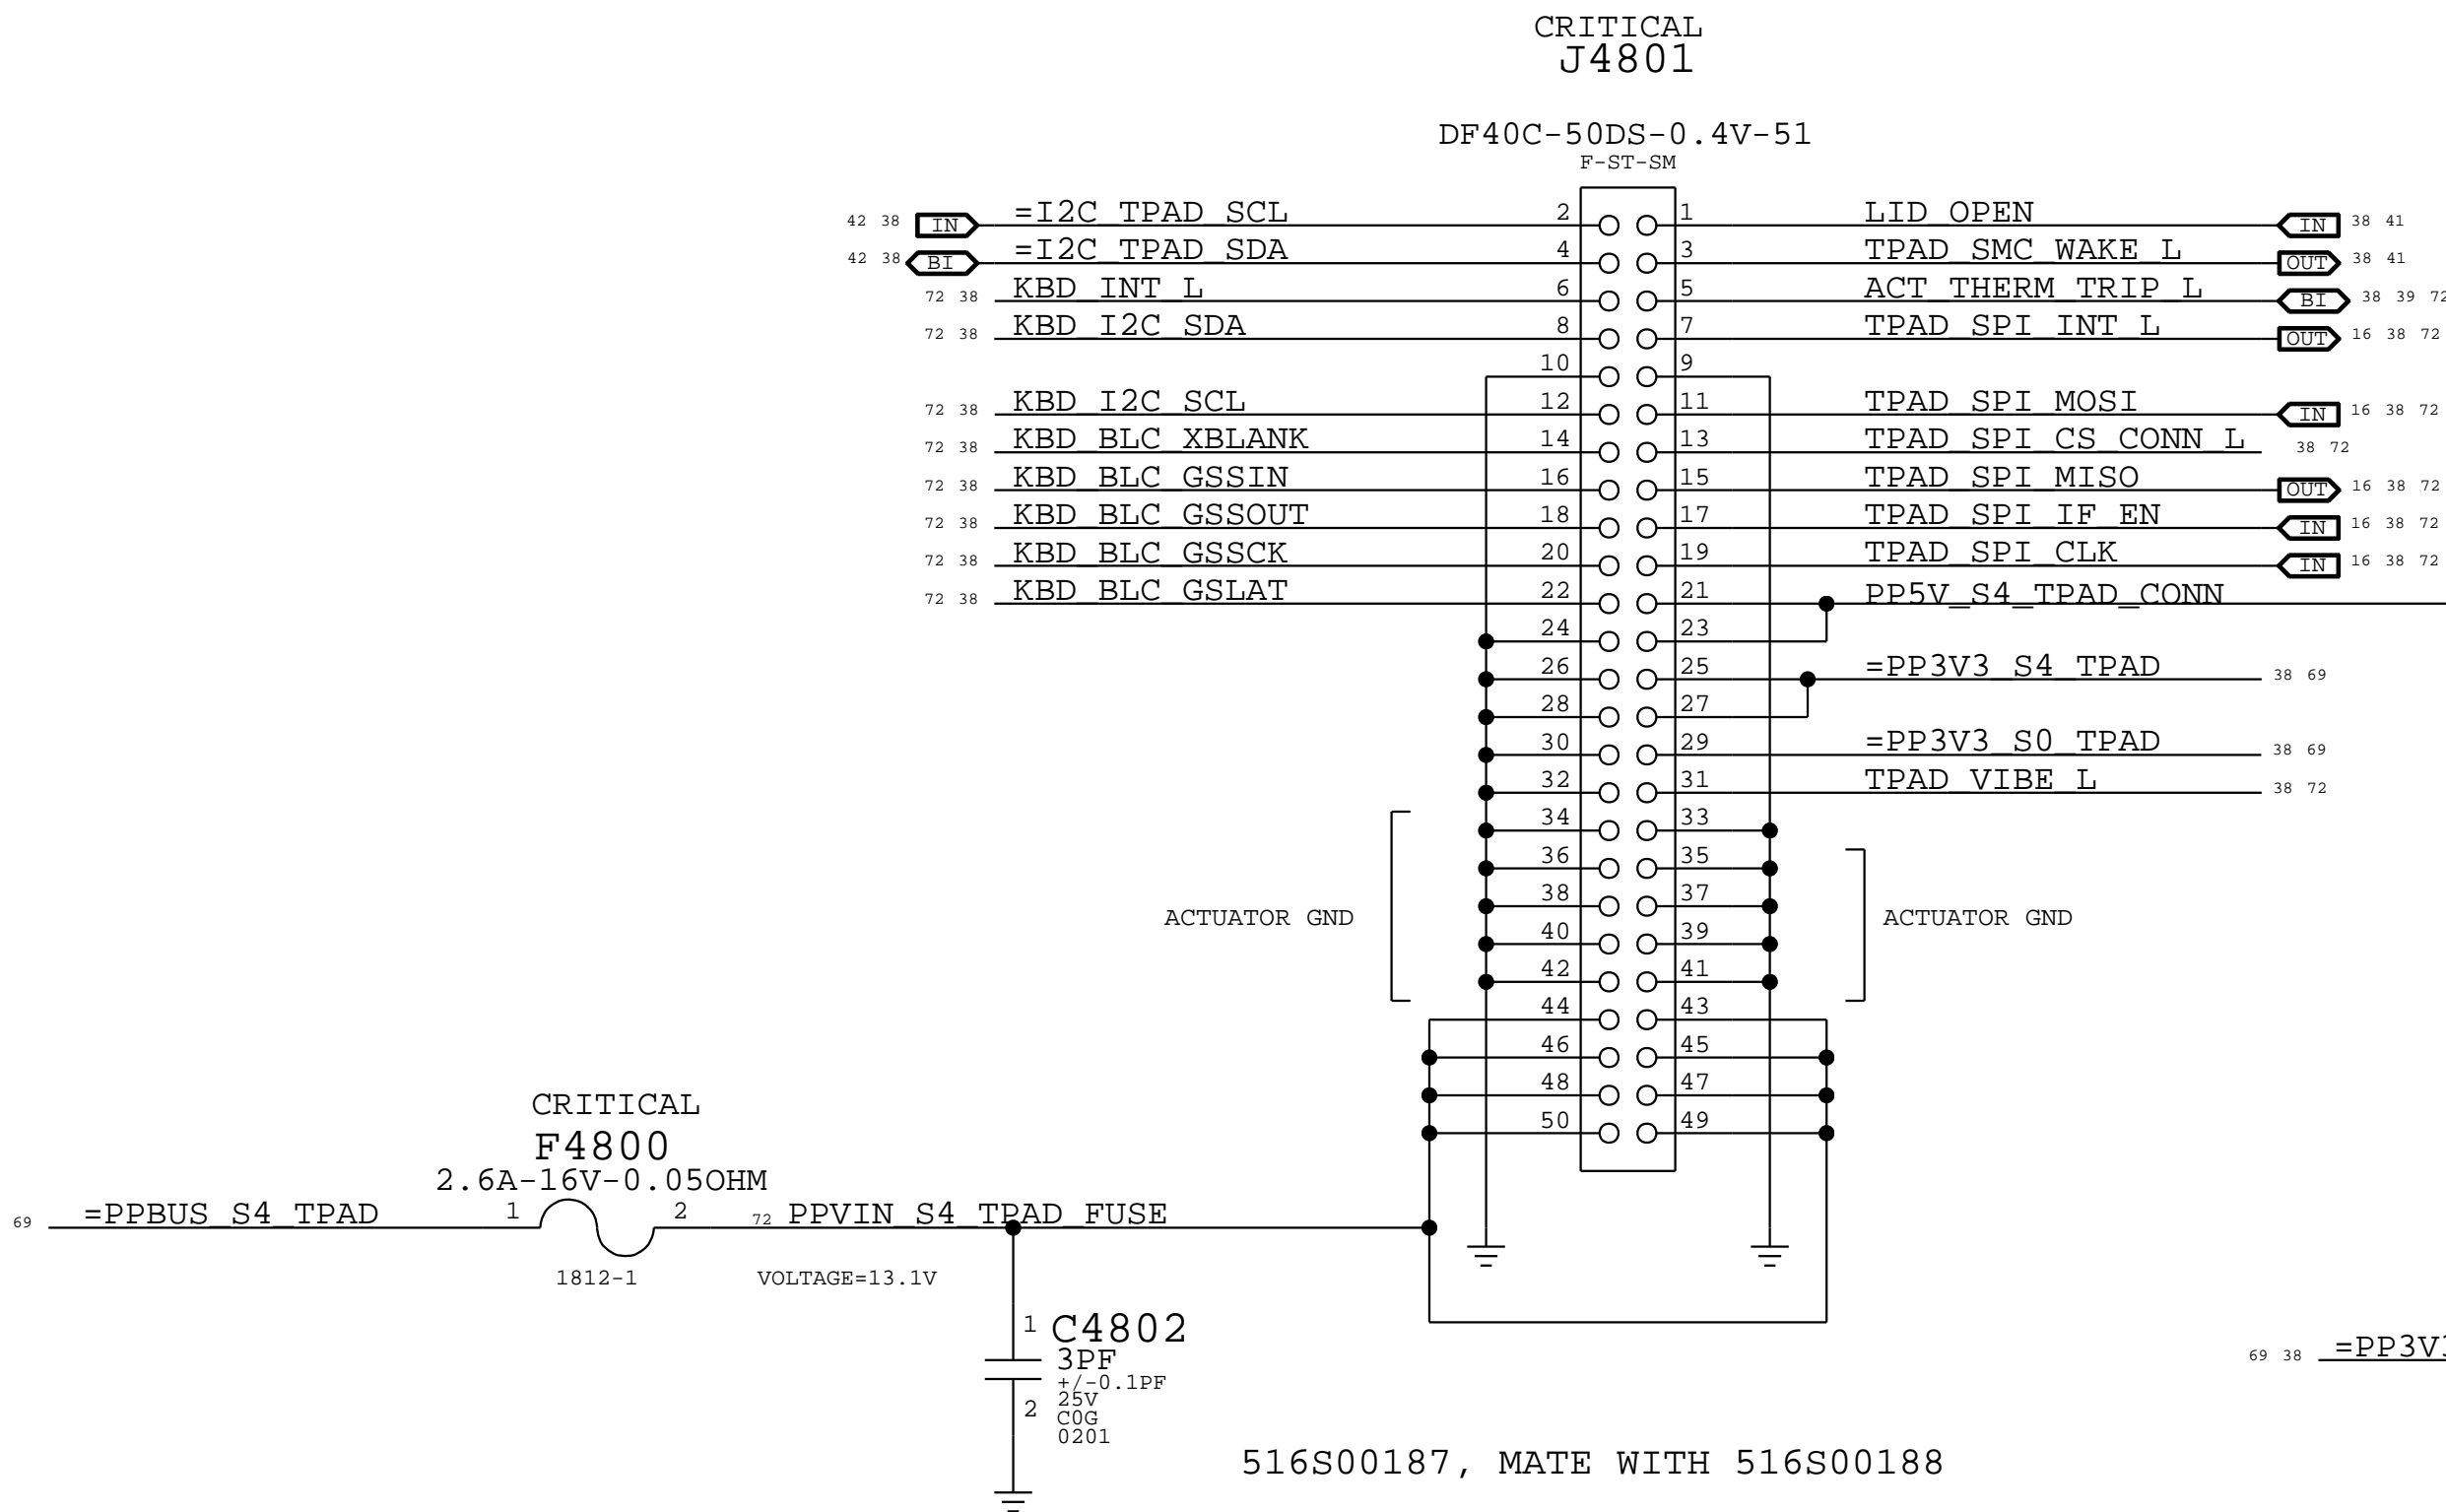 CRITICAL
J4801
DF40C-50DS-0.4V-51
F-ST-SM
42 38 IN =I2C_TPAD_SCL 2 1 LID_OPEN IN 38 41
42 38 BI =I2C_TPAD_SDA 4 3 TPAD_SMC_WAKE_L OUT 38 41
72 38 KBD_INT_L 6 5 ACT_THERM_TRIP_L BI 38 39 72
72 38 KBD_I2C_SDA 8 7 TPAD_SPI_INT_L OUT 16 38 72
10 9
72 38 KBD_I2C_SCL 12 11 TPAD_SPI_MOSI IN 16 38 72
72 38 KBD_BLC_XBLANK 14 13 TPAD_SPI_CS_CONN_L 38 72
72 38 KBD_BLC_GSSIN 16 15 TPAD_SPI_MISO OUT 16 38 72
72 38 KBD_BLC_GSSOUT 18 17 TPAD_SPI_IF_EN IN 16 38 72
72 38 KBD_BLC_GSSCK 20 19 TPAD_SPI_CLK IN 16 38 72
72 38 KBD_BLC_GSLAT 22 21 PP5V_S4_TPAD_CONN
24 23
26 25 =PP3V3_S4_TPAD 38 69
28 27
30 29 =PP3V3_S0_TPAD 38 69
32 31 TPAD_VIBE_L 38 72
34 33
36 35
38 37
ACTUATOR GND ACTUATOR GND
40 39
42 41
44 43
46 45
48 47
50 49
CRITICAL
F4800
2.6A-16V-0.05OHM
69 =PPBUS_S4_TPAD 1 2 72 PPVIN_S4_TPAD_FUSE
1812-1 VOLTAGE=13.1V
1 C4802
3PF
+/-0.1PF
25V
2 C0G
0201
69 38 =PP3V3
516S00187, MATE WITH 516S00188